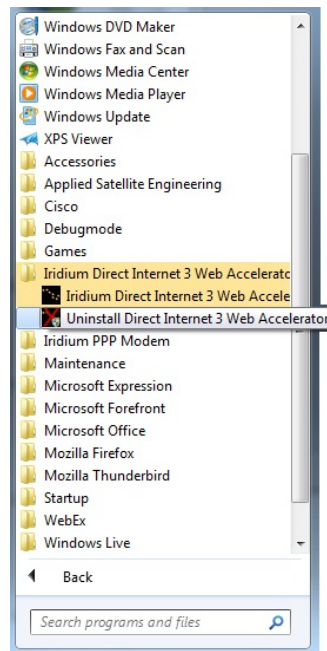 Windows DVD Maker
Windows Fax and Scan
Windows Media Center
Windows Media Player
Windows Update
XPS Viewer
Accessories
Applied Satellite Engineering
Cisco
Debugmode
Games
Iridium Direct Internet 3 Web Acceleratc
Iridium Direct Internet 3 Web Accele
Uninstall Direct Internet 3 Web Accelerator
Iridium PPP Modem
Maintenance
Microsoft Expression
Microsoft Forefront
Microsoft Office
Mozilla Firefox
Mozilla Thunderbird
Startup
WebEx
Windows Live
Back
Search programs and files